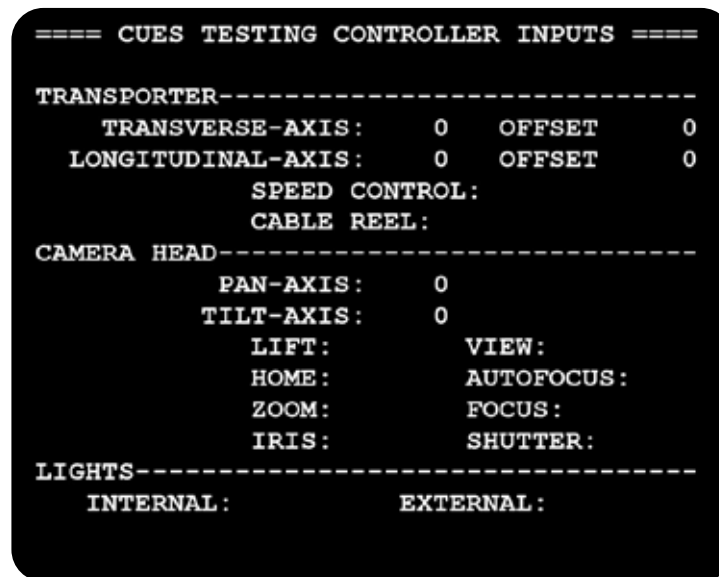 ==== CUES TESTING CONTROLLER INPUTS ====
TRANSPORTER-----------------------------
TRANSVERSE-AXIS: 0 OFFSET 0
LONGITUDINAL-AXIS: 0 OFFSET 0
SPEED CONTROL:
CABLE REEL:
CAMERA HEAD-----------------------------
PAN-AXIS: 0
TILT-AXIS: 0
LIFT: VIEW:
HOME: AUTOFOCUS:
ZOOM: FOCUS:
IRIS: SHUTTER:
LIGHTS----------------------------------
INTERNAL: EXTERNAL: